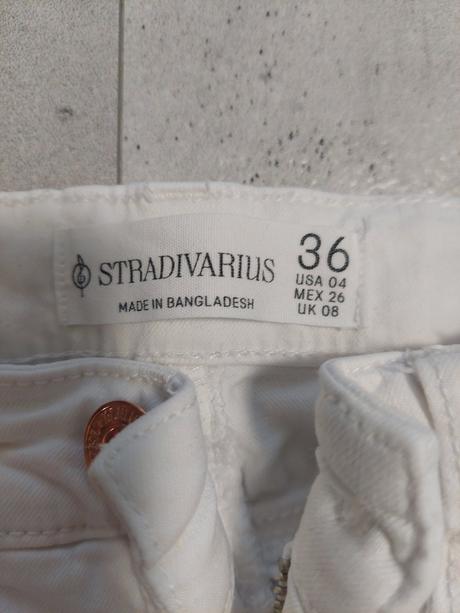 STRADIVARIUS
MADE IN BANGLADESH
36
USA 04
MEX 26
UK 08